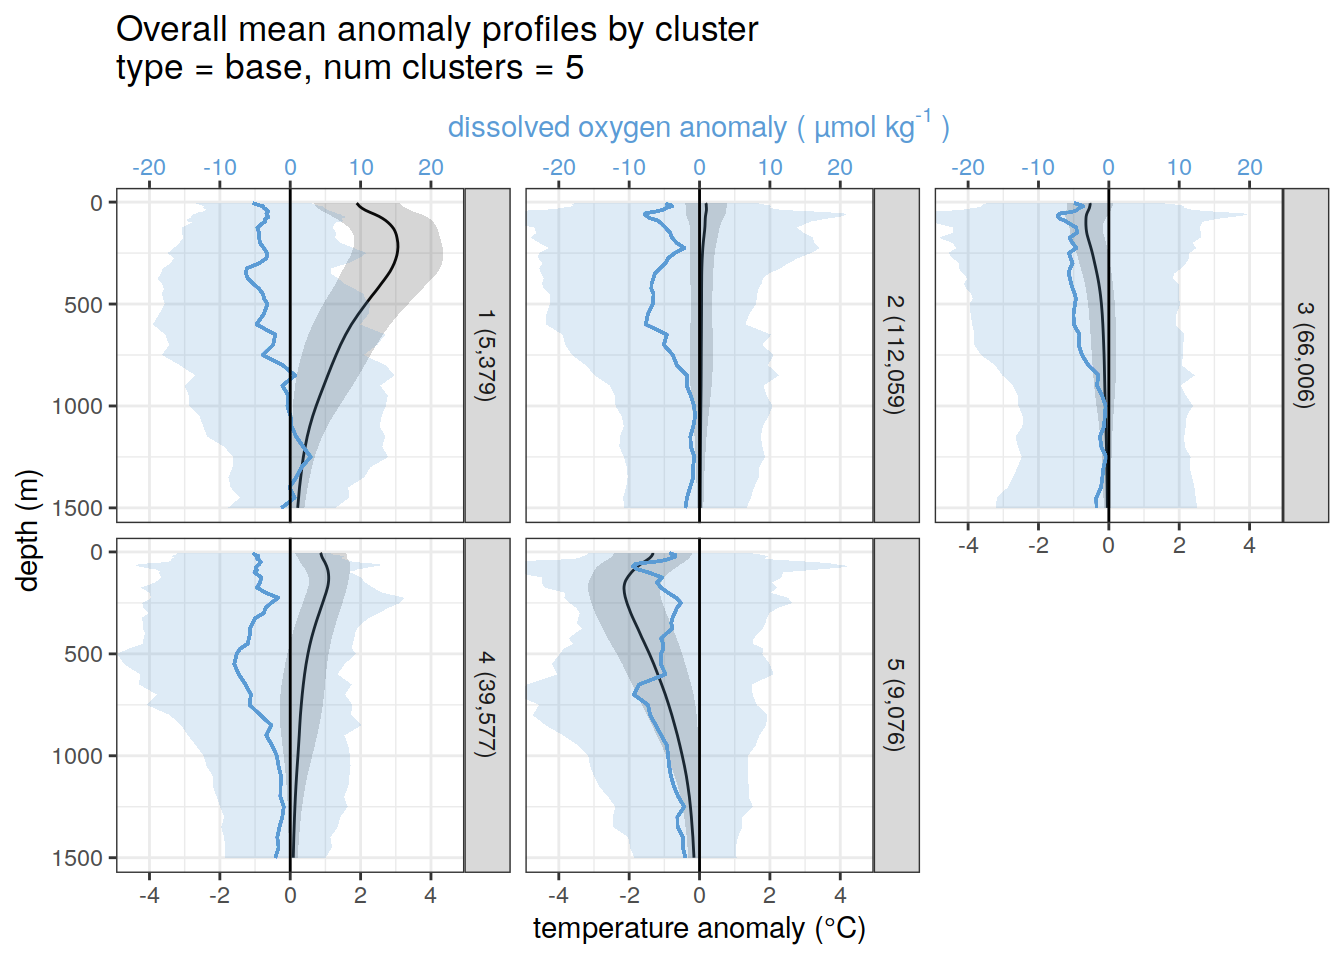 Overall mean anomaly profiles by cluster
type = base, num clusters = 5
dissolved oxygen anomaly ( µmol kg⁻¹ )
-20 -10 0 10 20 -20 -10 0 10 20 -20 -10 0 10 20
0
500
1000
1500
1 (5,379)
2 (112,059)
3 (66,006)
-4 -2 0 2 4
depth (m)
0
500
1000
1500
4 (39,577)
5 (9,076)
-4 -2 0 2 4 -4 -2 0 2 4
temperature anomaly (°C)